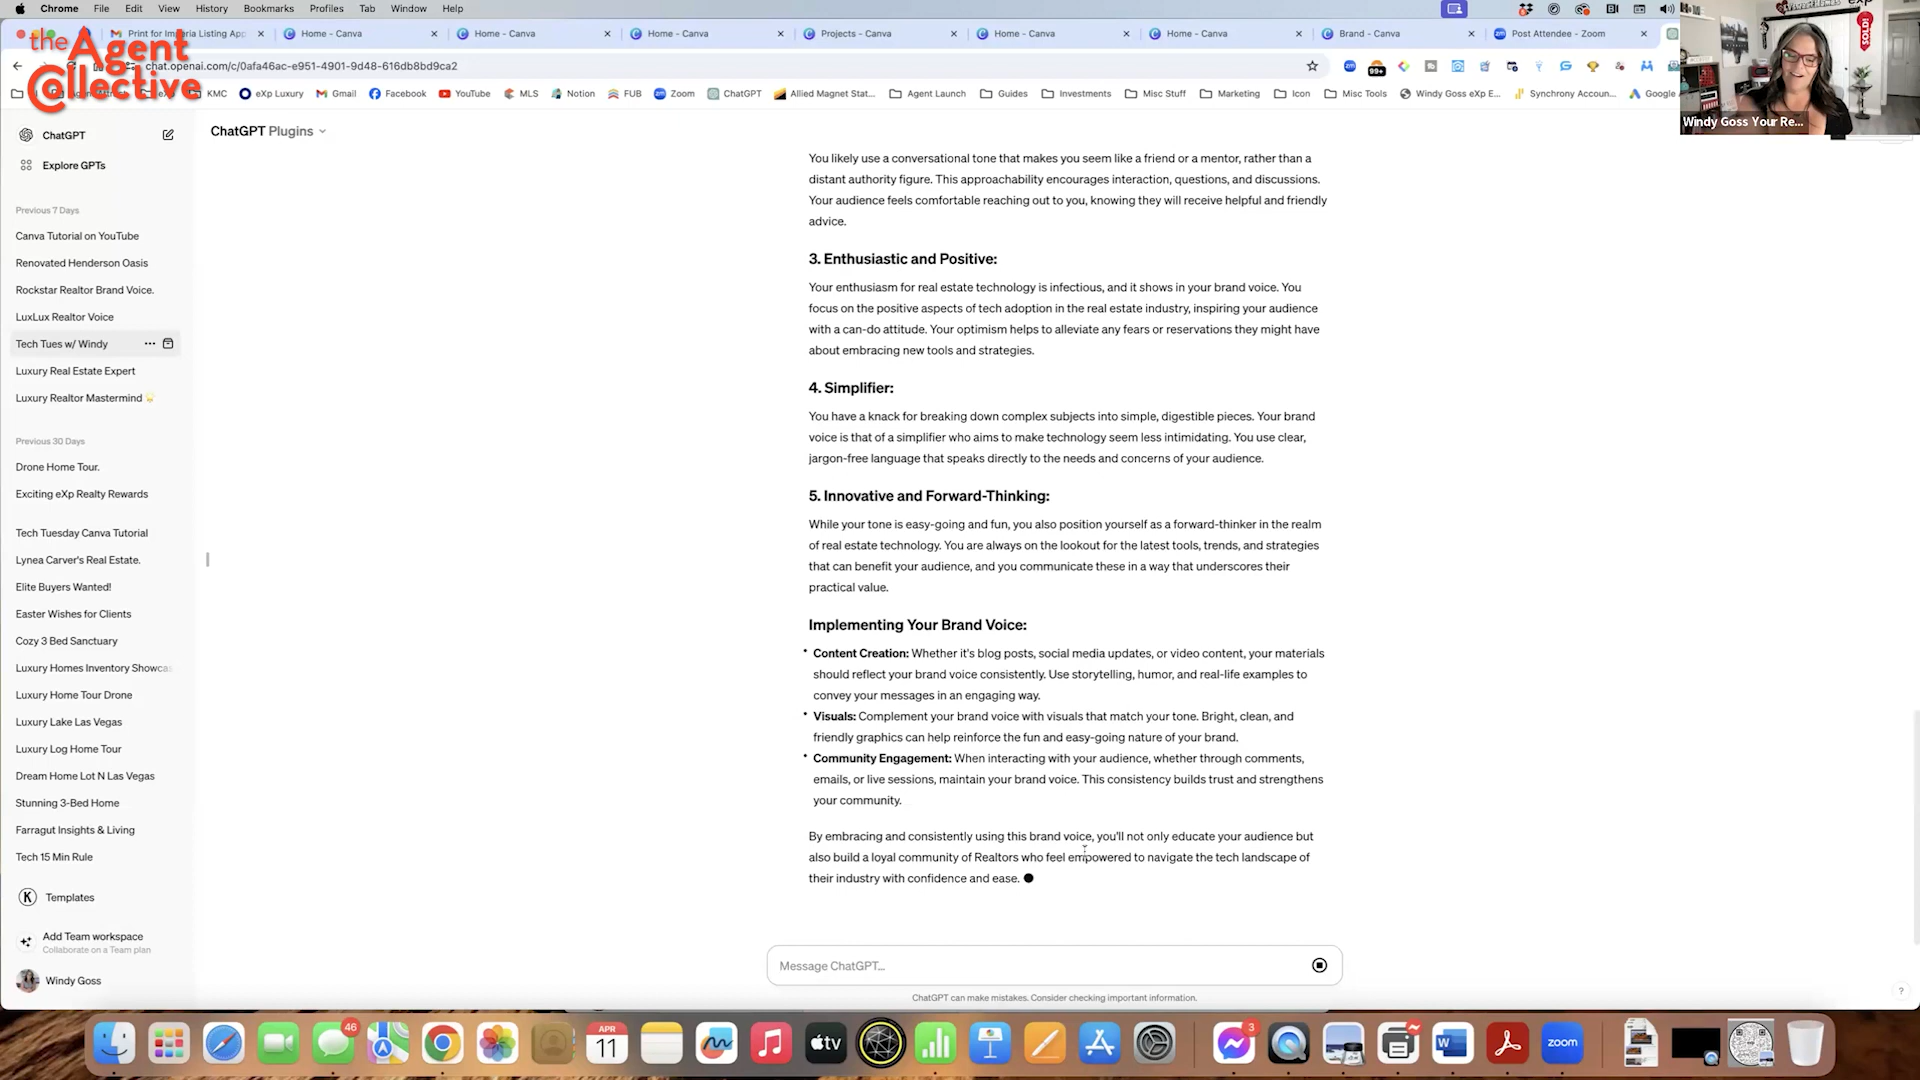 Chrome File Edit View History Bookmarks Profiles Tab Window Help
the Agent Collective
Print for Imperia Listing App
Home - Canva
Home - Canva
Home - Canva
Projects - Canva
Home - Canva
Home - Canva
Brand - Canva
Post Attendee - Zoom
chat.openai.com/c/0afa46ac-e951-4901-9d48-616db8bd9ca2
99+
KMC
eXp Luxury
Gmail
Facebook
YouTube
MLS
Notion
FUB
Zoom
ChatGPT
Allied Magnet Stat...
Agent Launch
Guides
Investments
Misc Stuff
Marketing
Icon
Misc Tools
Windy Goss eXp E...
Synchrony Accoun...
Google
SOLD!
Windy Goss Your Re...
ChatGPT
Explore GPTs
Previous 7 Days
Canva Tutorial on YouTube
Renovated Henderson Oasis
Rockstar Realtor Brand Voice.
LuxLux Realtor Voice
Tech Tues w/ Windy
Luxury Real Estate Expert
Luxury Realtor Mastermind
Previous 30 Days
Drone Home Tour.
Exciting eXp Realty Rewards
Tech Tuesday Canva Tutorial
Lynea Carver's Real Estate.
Elite Buyers Wanted!
Easter Wishes for Clients
Cozy 3 Bed Sanctuary
Luxury Homes Inventory Showca
Luxury Home Tour Drone
Luxury Lake Las Vegas
Luxury Log Home Tour
Dream Home Lot N Las Vegas
Stunning 3-Bed Home
Farragut Insights & Living
Tech 15 Min Rule
K Templates
Add Team workspace
Collaborate on a Team plan
Windy Goss
ChatGPT Plugins
You likely use a conversational tone that makes you seem like a friend or a mentor, rather than a
distant authority figure. This approachability encourages interaction, questions, and discussions.
Your audience feels comfortable reaching out to you, knowing they will receive helpful and friendly
advice.
3. Enthusiastic and Positive:
Your enthusiasm for real estate technology is infectious, and it shows in your brand voice. You
focus on the positive aspects of tech adoption in the real estate industry, inspiring your audience
with a can-do attitude. Your optimism helps to alleviate any fears or reservations they might have
about embracing new tools and strategies.
4. Simplifier:
You have a knack for breaking down complex subjects into simple, digestible pieces. Your brand
voice is that of a simplifier who aims to make technology seem less intimidating. You use clear,
jargon-free language that speaks directly to the needs and concerns of your audience.
5. Innovative and Forward-Thinking:
While your tone is easy-going and fun, you also position yourself as a forward-thinker in the realm
of real estate technology. You are always on the lookout for the latest tools, trends, and strategies
that can benefit your audience, and you communicate these in a way that underscores their
practical value.
Implementing Your Brand Voice:
• Content Creation: Whether it's blog posts, social media updates, or video content, your materials
should reflect your brand voice consistently. Use storytelling, humor, and real-life examples to
convey your messages in an engaging way.
• Visuals: Complement your brand voice with visuals that match your tone. Bright, clean, and
friendly graphics can help reinforce the fun and easy-going nature of your brand.
• Community Engagement: When interacting with your audience, whether through comments,
emails, or live sessions, maintain your brand voice. This consistency builds trust and strengthens
your community.
By embracing and consistently using this brand voice, you'll not only educate your audience but
also build a loyal community of Realtors who feel empowered to navigate the tech landscape of
their industry with confidence and ease.
Message ChatGPT...
ChatGPT can make mistakes. Consider checking important information.
?
46
APR
11
tv
3
W
zoom